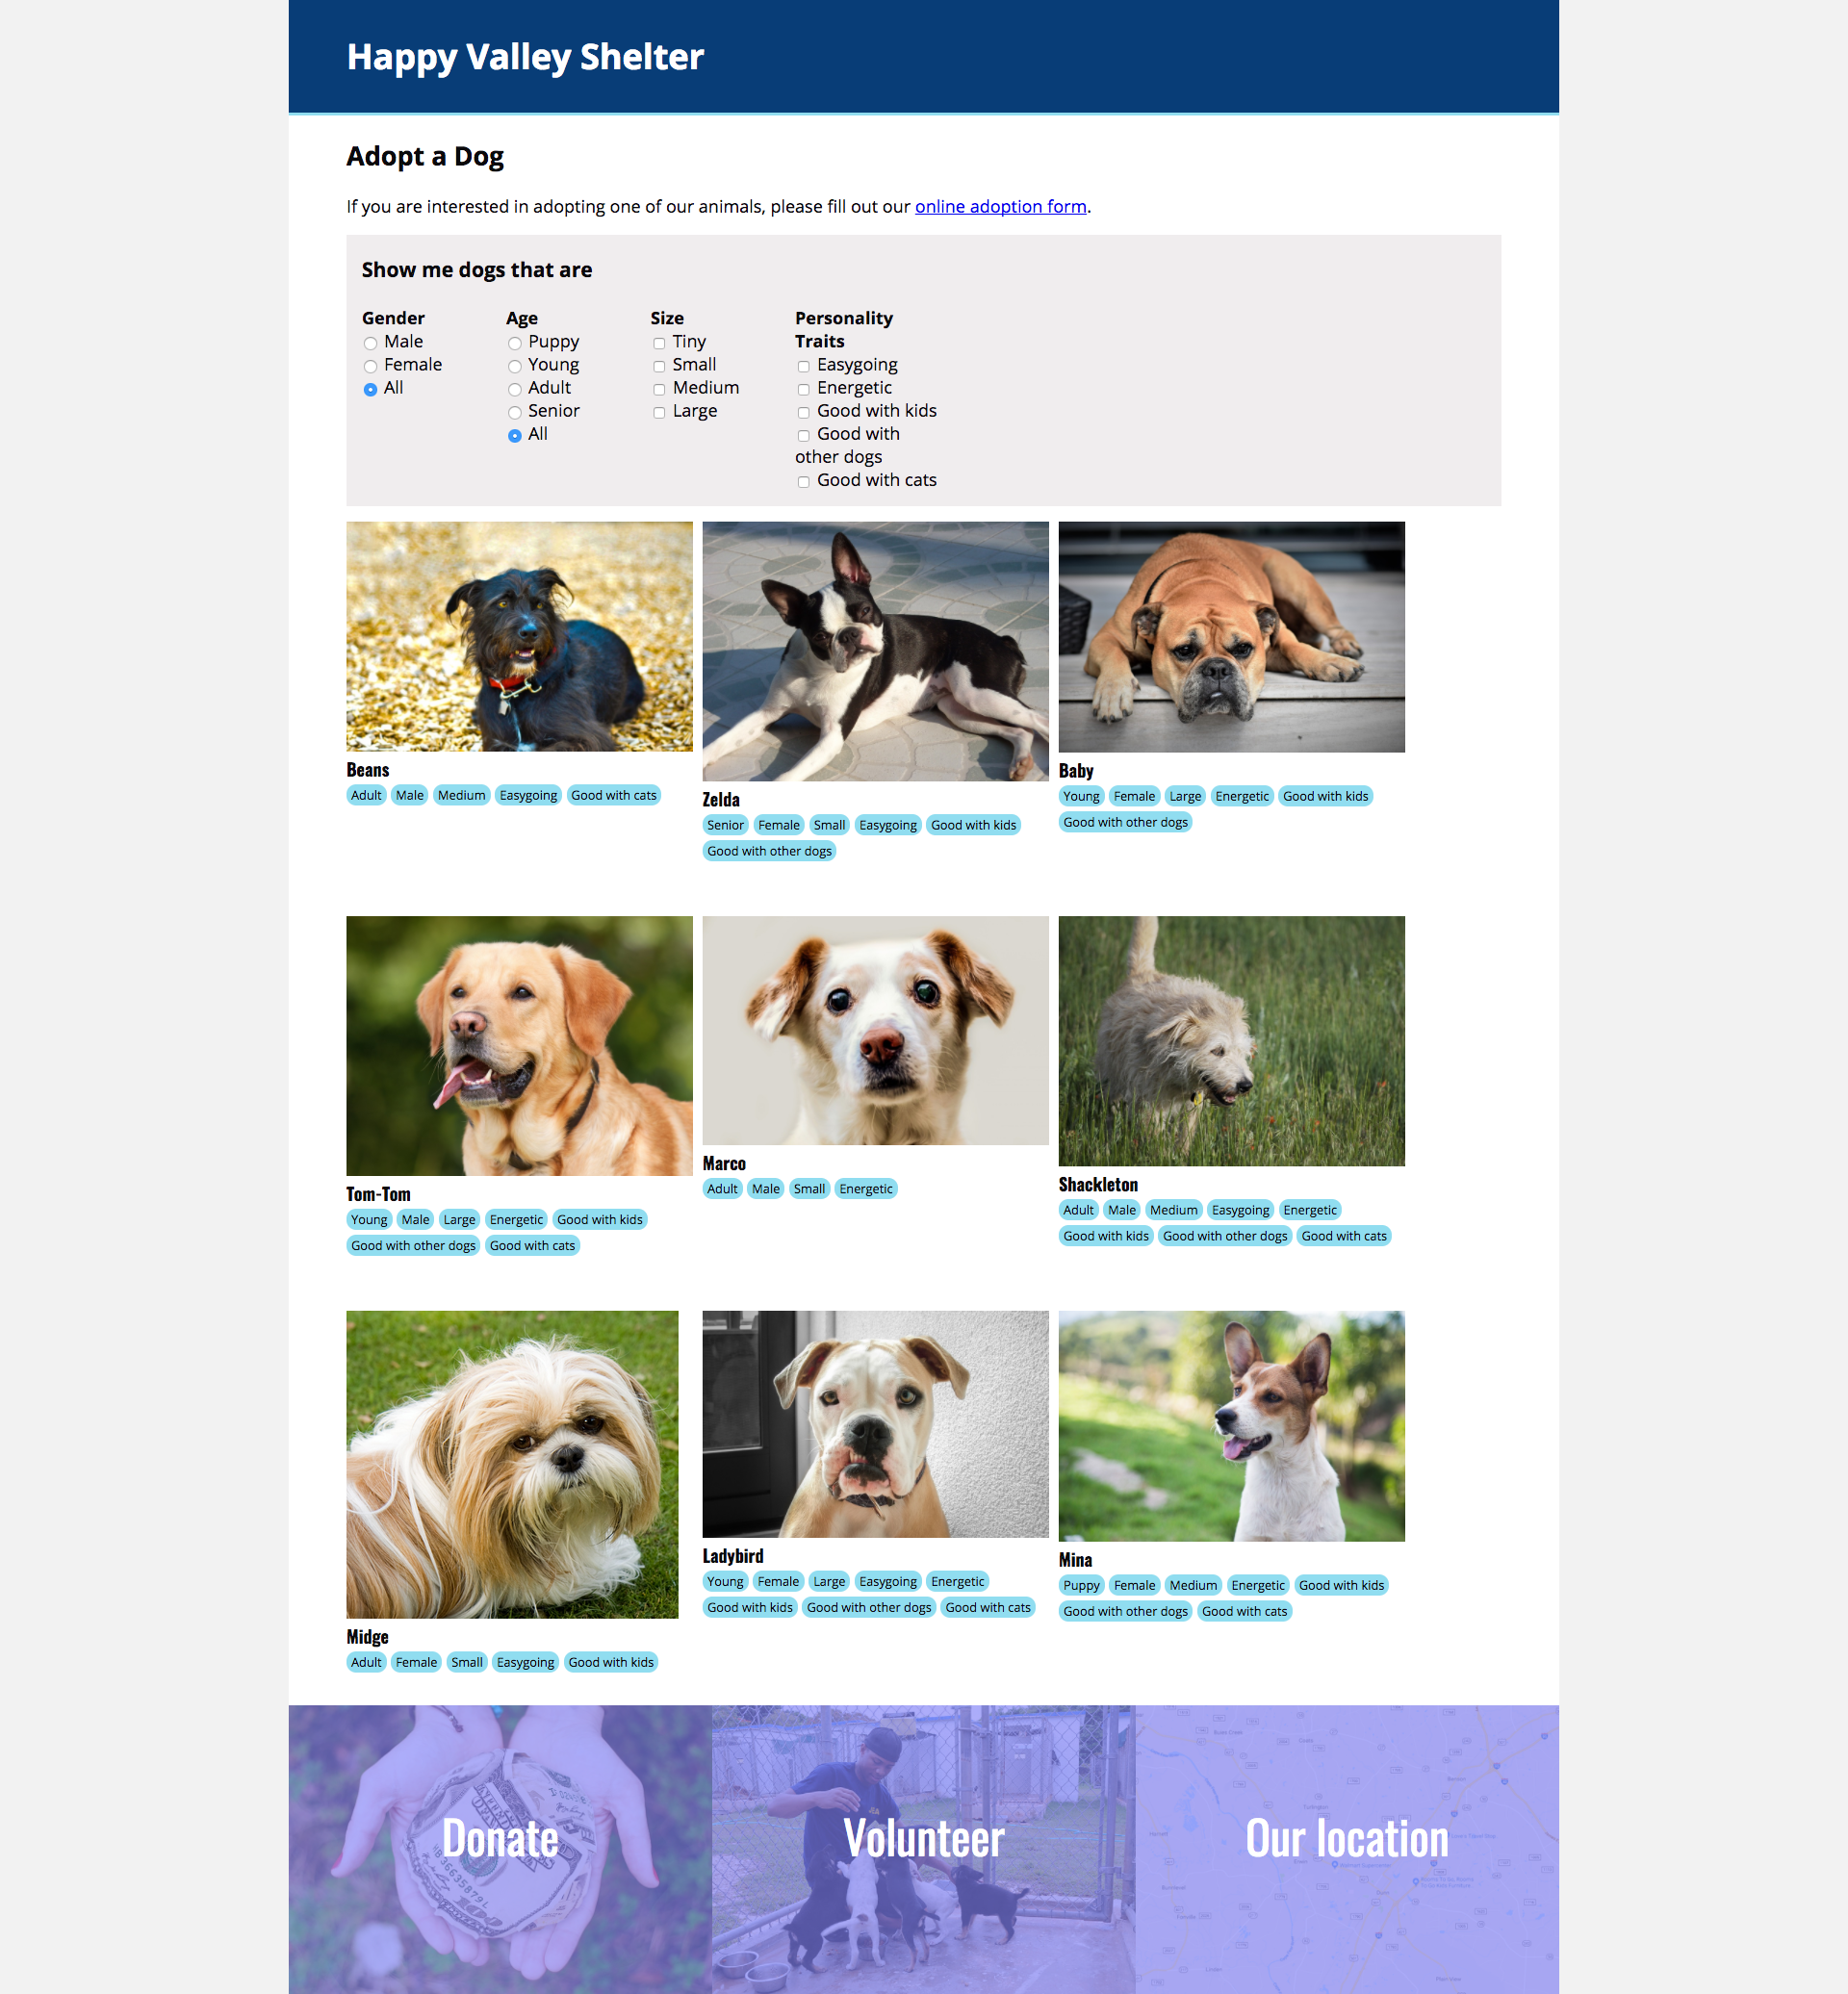 Happy Valley Shelter
Adopt a Dog
If you are interested in adopting one of our animals, please fill out our online adoption form.
Show me dogs that are
Gender
Male
Female
All
Age
Puppy
Young
Adult
Senior
All
Size
Tiny
Small
Medium
Large
Personality
Traits
Easygoing
Energetic
Good with kids
Good with
other dogs
Good with cats
Beans
Adult Male Medium Easygoing Good with cats
Zelda
Senior Female Small Easygoing Good with kids
Good with other dogs
Baby
Young Female Large Energetic Good with kids
Good with other dogs
Tom-Tom
Young Male Large Energetic Good with kids
Good with other dogs Good with cats
Marco
Adult Male Small Energetic
Shackleton
Adult Male Medium Easygoing Energetic
Good with kids Good with other dogs Good with cats
Midge
Adult Female Small Easygoing Good with kids
Ladybird
Young Female Large Easygoing Energetic
Good with kids Good with other dogs Good with cats
Mina
Puppy Female Medium Energetic Good with kids
Good with other dogs Good with cats
Donate
Volunteer
Our location